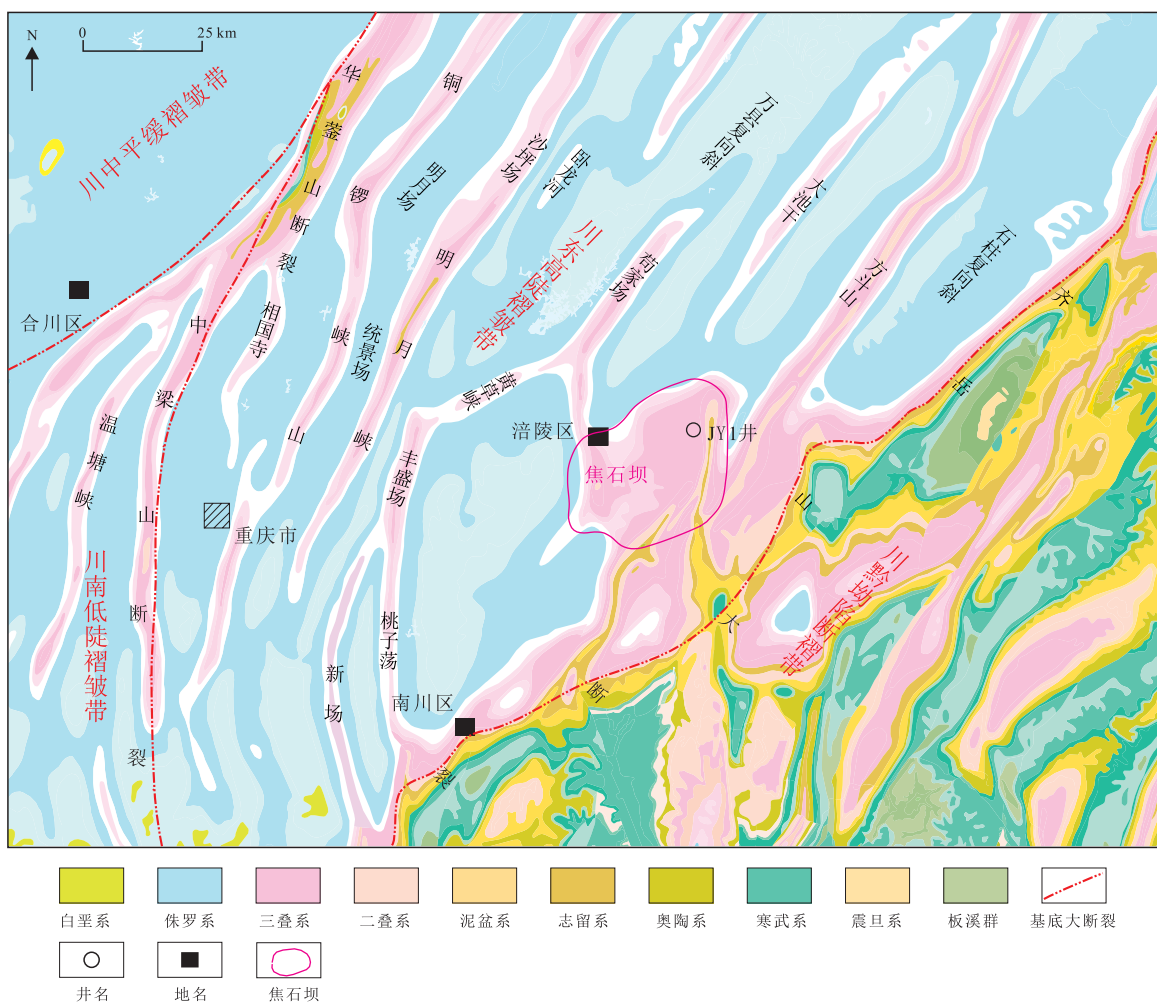 N
0
25 km
川中平缓褶皱带
华蓥山断裂
铜锣峡
明月场
沙坪场
卧龙河
万县复向斜
大池干
方斗山
石柱复向斜
齐岳山大断裂
川东高陡褶皱带
苟家场
合川区
相国寺
中梁山断裂
统景场
明月峡
黄草峡
温塘峡
山
丰盛场
涪陵区
JY1井
焦石坝
重庆市
川南低陡褶皱带
川黔坳陷断褶带
桃子荡
新场
南川区
白垩系
侏罗系
三叠系
二叠系
泥盆系
志留系
奥陶系
寒武系
震旦系
板溪群
基底大断裂
井名
地名
焦石坝